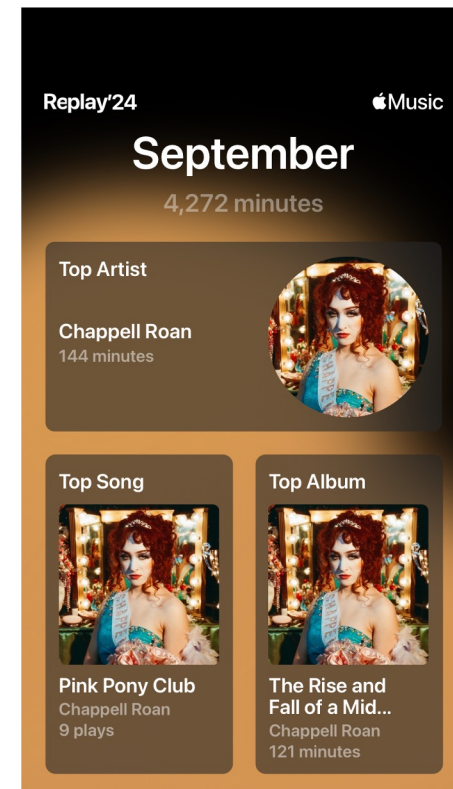 Replay'24
Music
September
4,272 minutes
Top Artist
Chappell Roan
144 minutes
Top Song
Pink Pony Club
Chappell Roan
9 plays
Top Album
The Rise and
Fall of a Mid...
Chappell Roan
121 minutes